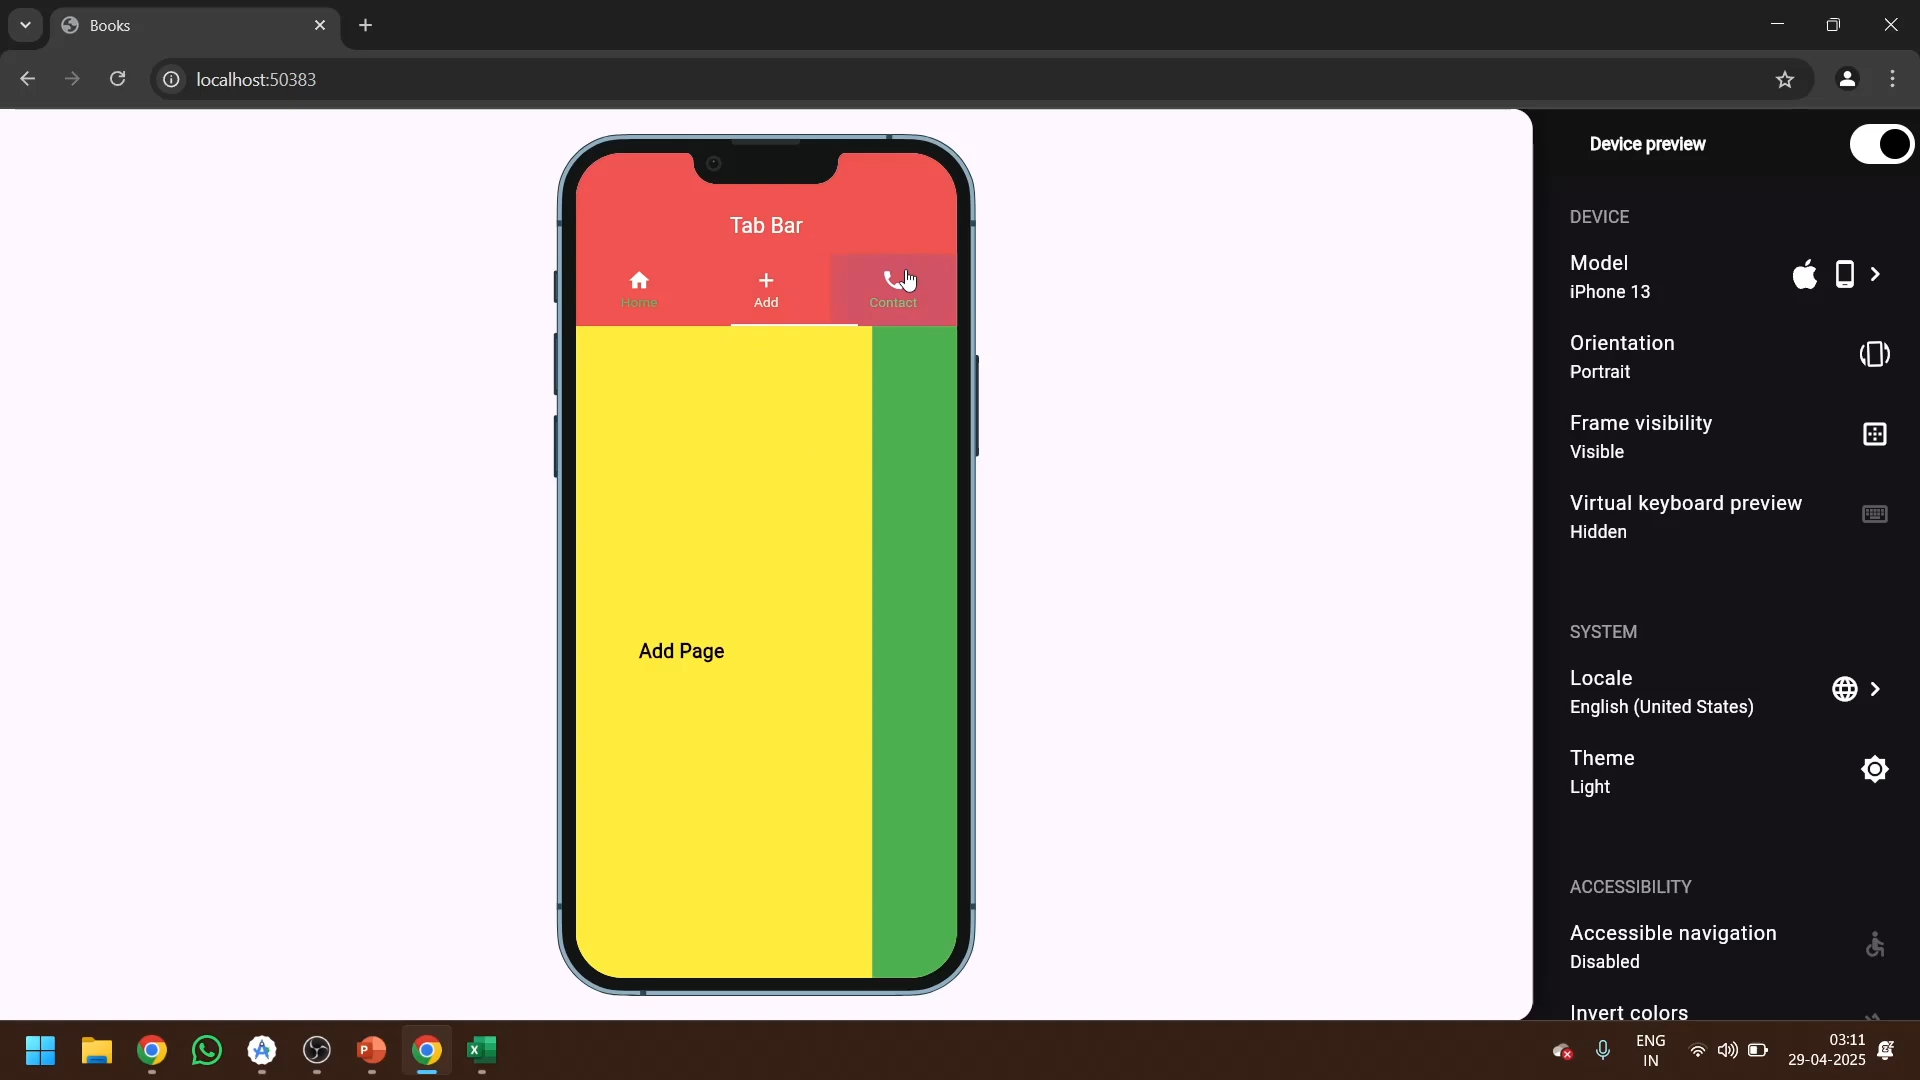 Books
localhost:50383
Device preview
Tab Bar
Home
Add
Contact
Add Page
DEVICE
Model
iPhone 13
Orientation
Portrait
Frame visibility
Visible
Virtual keyboard preview
Hidden
SYSTEM
Locale
English (United States)
Theme
Light
ACCESSIBILITY
Accessible navigation
Disabled
Invert colors
ENG
IN
03:11
29-04-2025